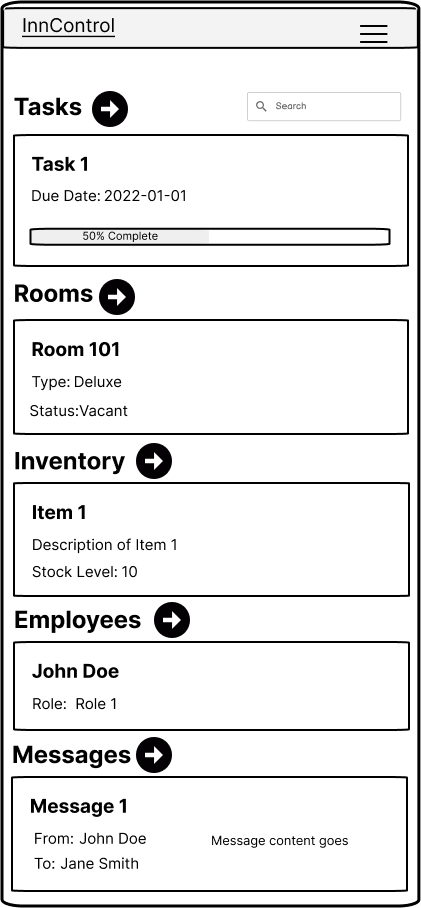 InnControl
Tasks
Search
Task 1
Due Date: 2022-01-01
50% Complete
Rooms
Room 101
Type: Deluxe
Status:Vacant
Inventory
Item 1
Description of Item 1
Stock Level: 10
Employees
John Doe
Role: Role 1
Messages
Message 1
From: John Doe
Message content goes
To: Jane Smith